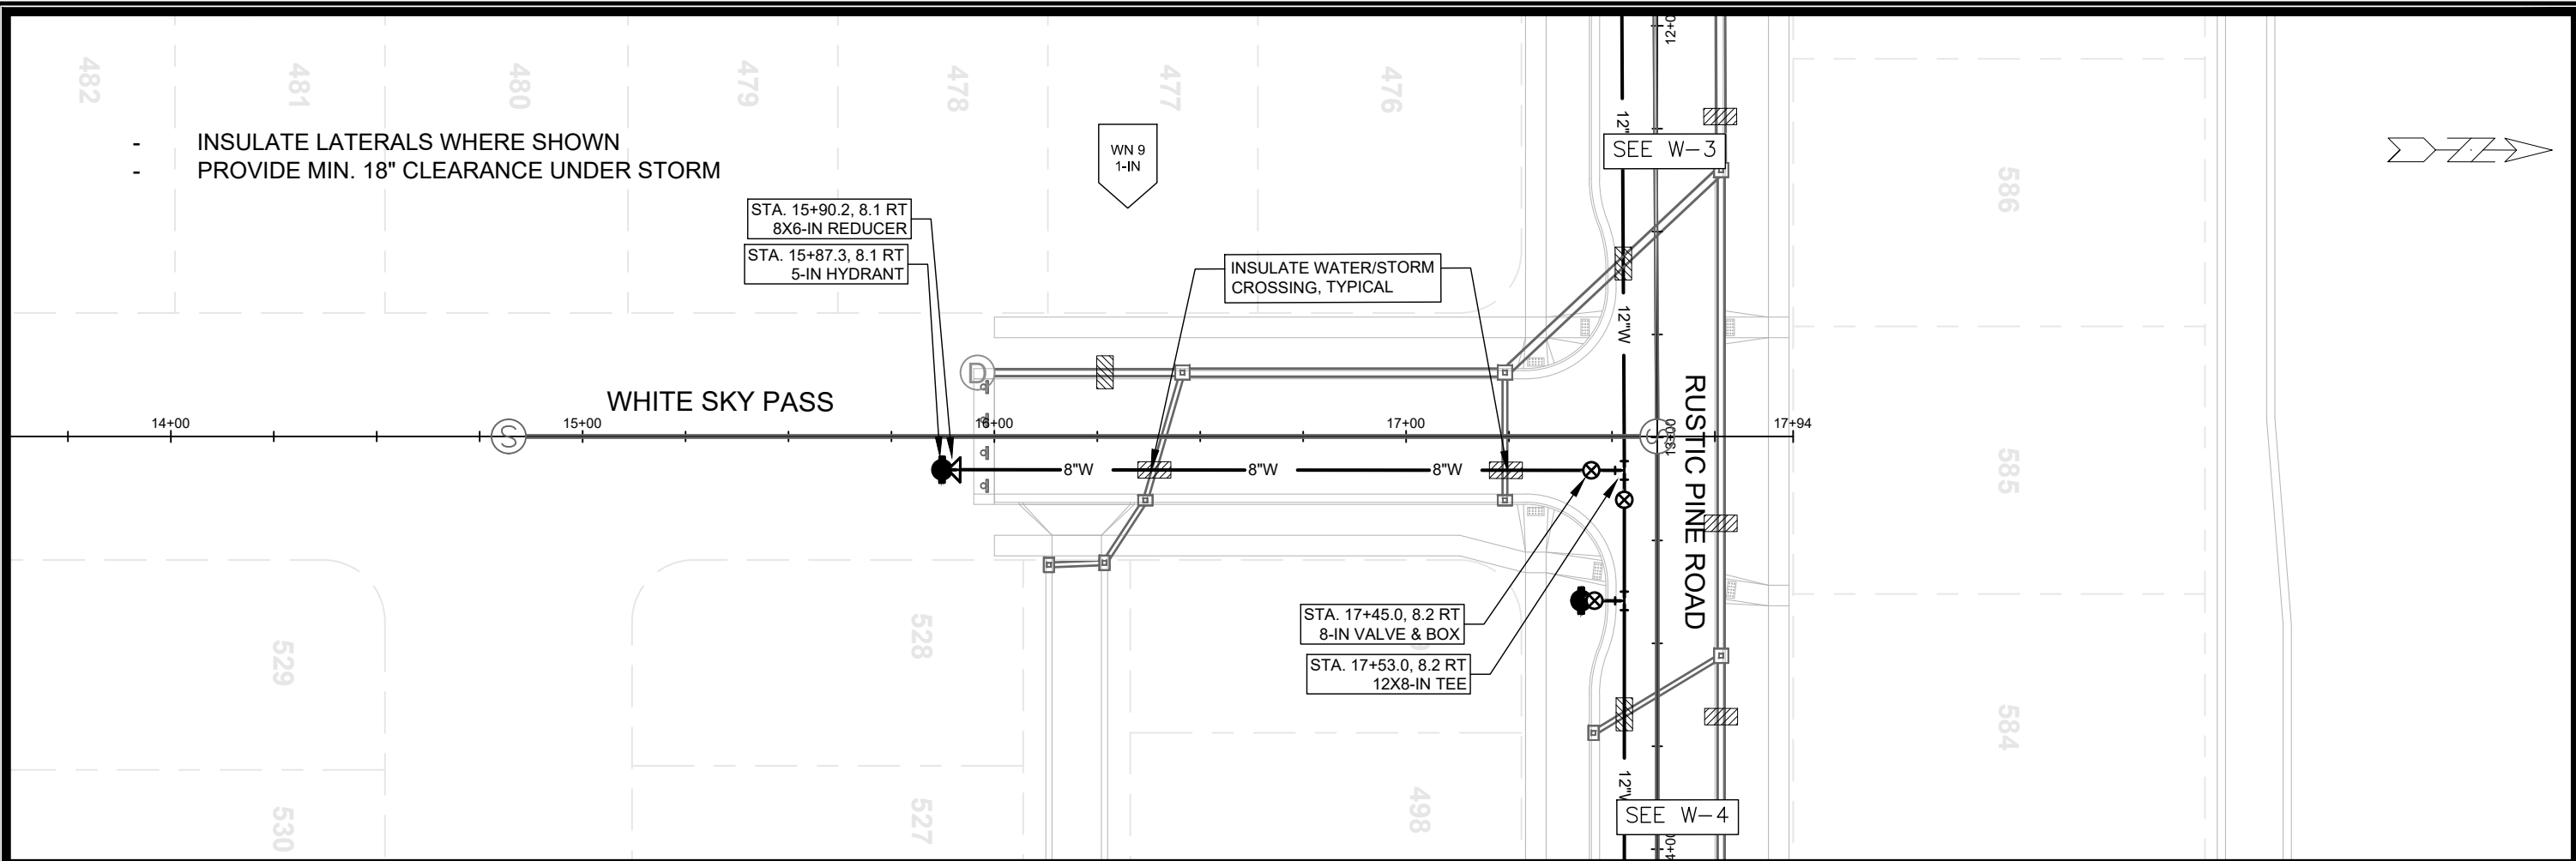 482
481
480
479
478
477
476
- INSULATE LATERALS WHERE SHOWN
- PROVIDE MIN. 18" CLEARANCE UNDER STORM
WN 9
1-IN
12"
SEE W-3
586
STA. 15+90.2, 8.1 RT
8X6-IN REDUCER
STA. 15+87.3, 8.1 RT
5-IN HYDRANT
INSULATE WATER/STORM
CROSSING, TYPICAL
12"W
D
WHITE SKY PASS
RUSTIC PINE ROAD
14+00
15+00
16+00
17+00
17+94
S
S
13+00
8"W
8"W
8"W
585
STA. 17+45.0, 8.2 RT
8-IN VALVE & BOX
STA. 17+53.0, 8.2 RT
12X8-IN TEE
529
528
584
530
527
498
12"W
SEE W-4